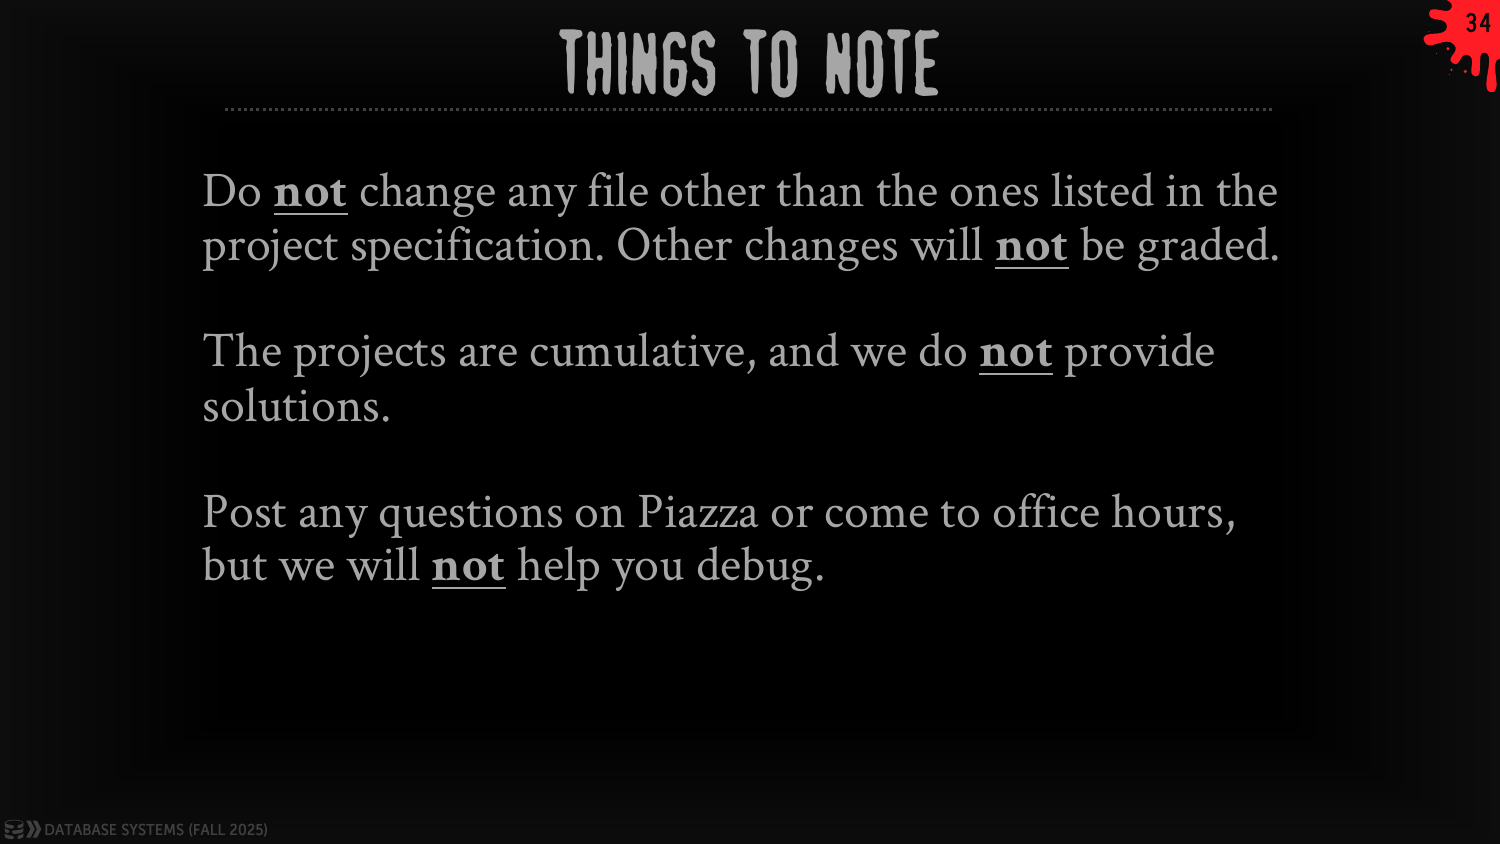 THINGS TO NOTE
34
Do not change any file other than the ones listed in the
project specification. Other changes will not be graded.
The projects are cumulative, and we do not provide
solutions.
Post any questions on Piazza or come to office hours,
but we will not help you debug.
DATABASE SYSTEMS (FALL 2025)